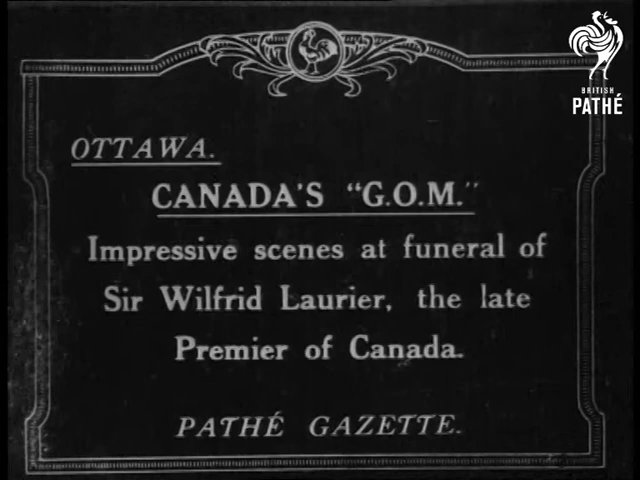 BRITISH
PATHÉ
OTTAWA.
CANADA'S "G.O.M."
Impressive scenes at funeral of
Sir Wilfrid Laurier, the late
Premier of Canada.
PATHÉ GAZETTE.